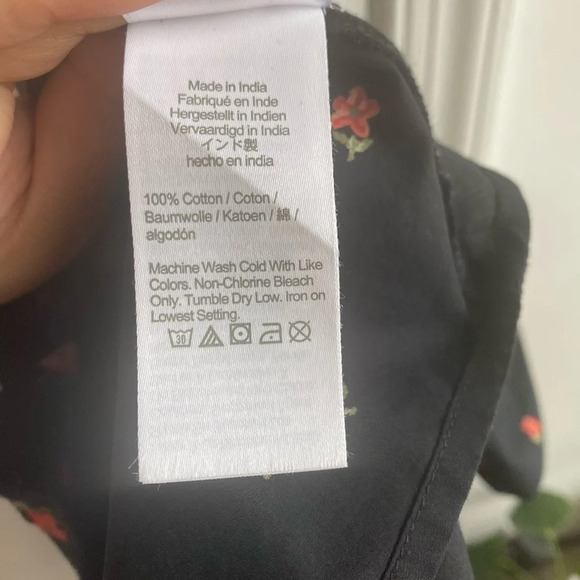 Made in India
Fabriqué en Inde
Hergestellt in Indien
Vervaardigd in India
インド製
hecho en india
100% Cotton / Coton /
Baumwolle / Katoen / 綿 /
algodón
Machine Wash Cold With Like
Colors. Non-Chlorine Bleach
Only. Tumble Dry Low. Iron on
Lowest Setting.
30